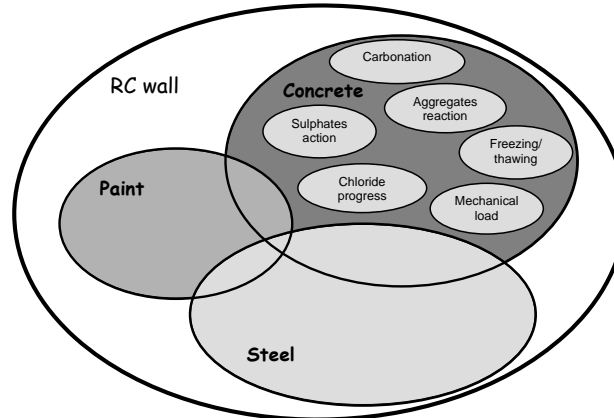 Carbonation
RC wall
Concrete
Aggregates
reaction
Sulphates
action
Freezing/
thawing
Paint
Chloride
progress
Mechanical
load
Steel